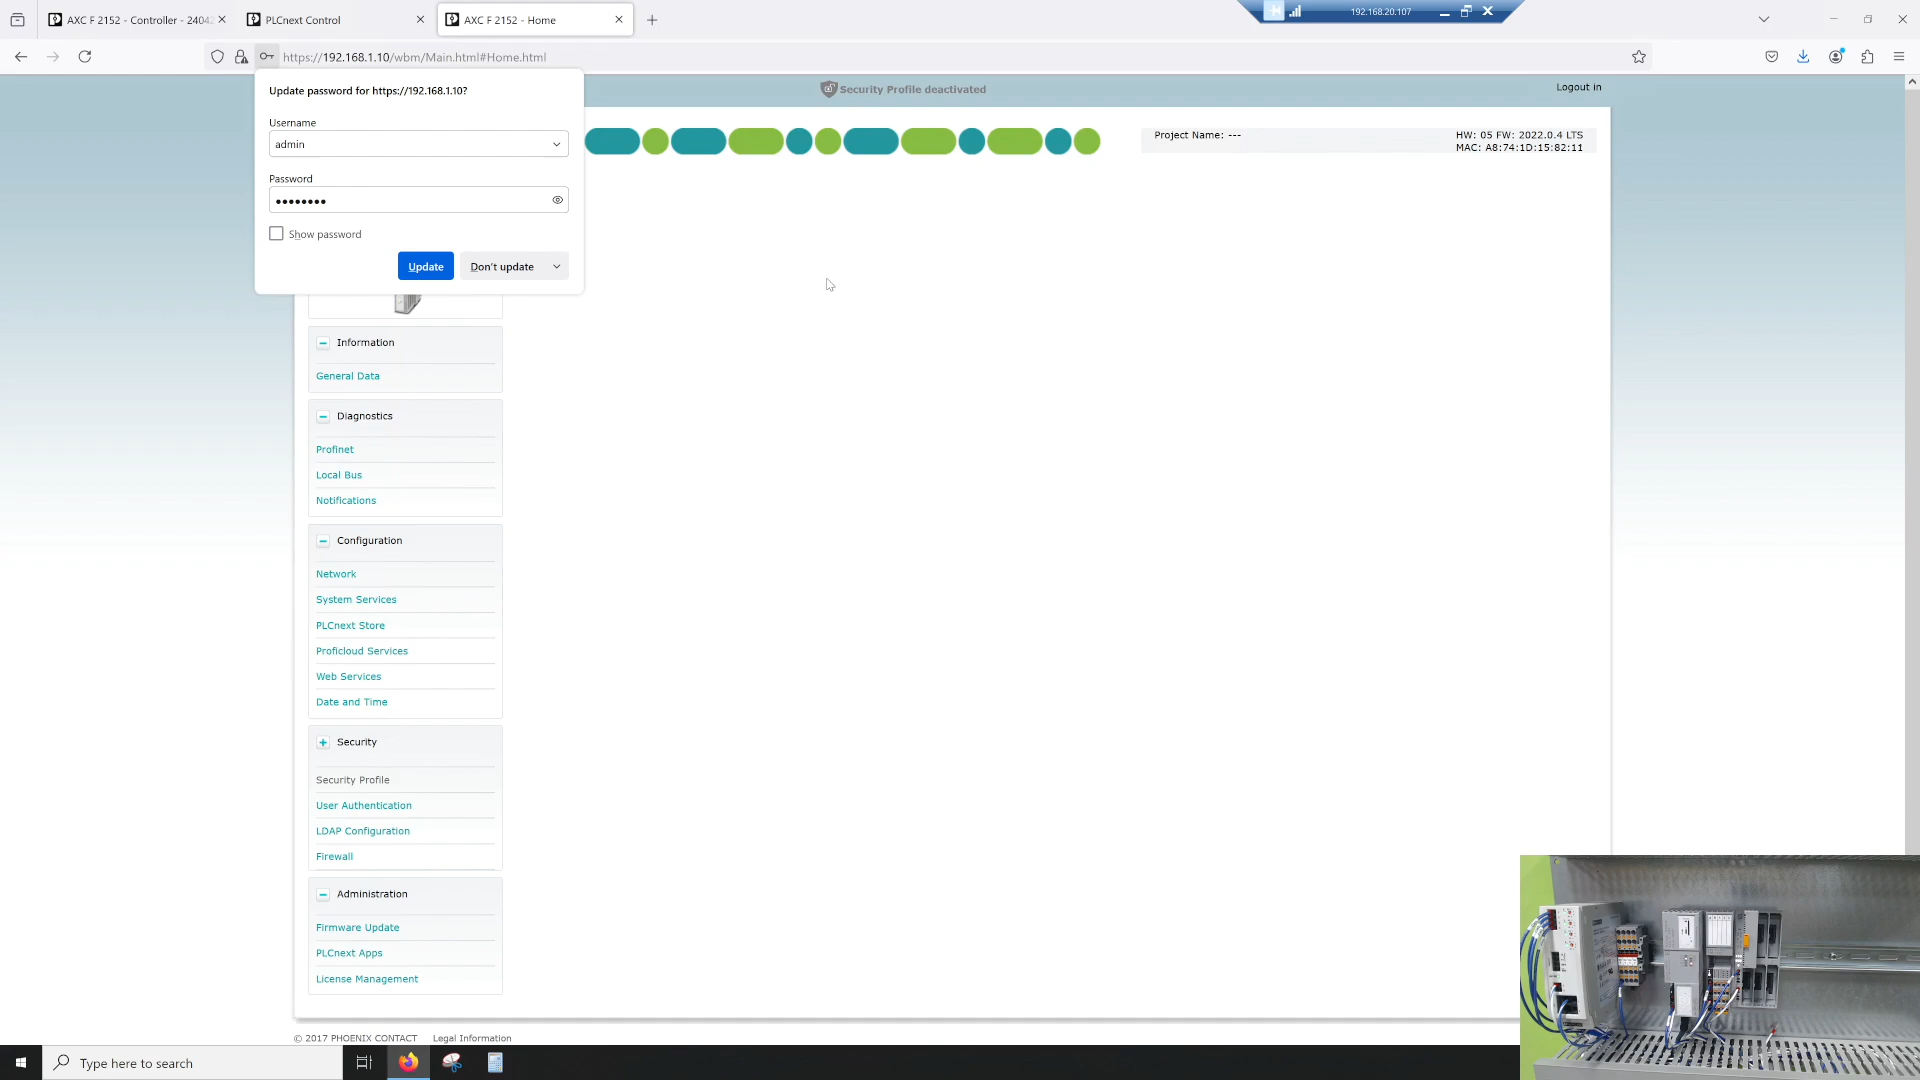 AXC F 2152 - Controller - 2404
PLCnext Control
AXC F 2152 - Home
192.168.20.107
https://192.168.1.10/wbm/Main.html#Home.html
Update password for https://192.168.1.10?
Username
admin
Password
••••••••
Show password
Update
Don't update
Security Profile deactivated
Logout in
Project Name: ---
HW: 05 FW: 2022.0.4 LTS
MAC: A8:74:1D:15:82:11
Information
General Data
Diagnostics
Profinet
Local Bus
Notifications
Configuration
Network
System Services
PLCnext Store
Proficloud Services
Web Services
Date and Time
Security
Security Profile
User Authentication
LDAP Configuration
Firewall
Administration
Firmware Update
PLCnext Apps
License Management
© 2017 PHOENIX CONTACT
Legal Information
Type here to search